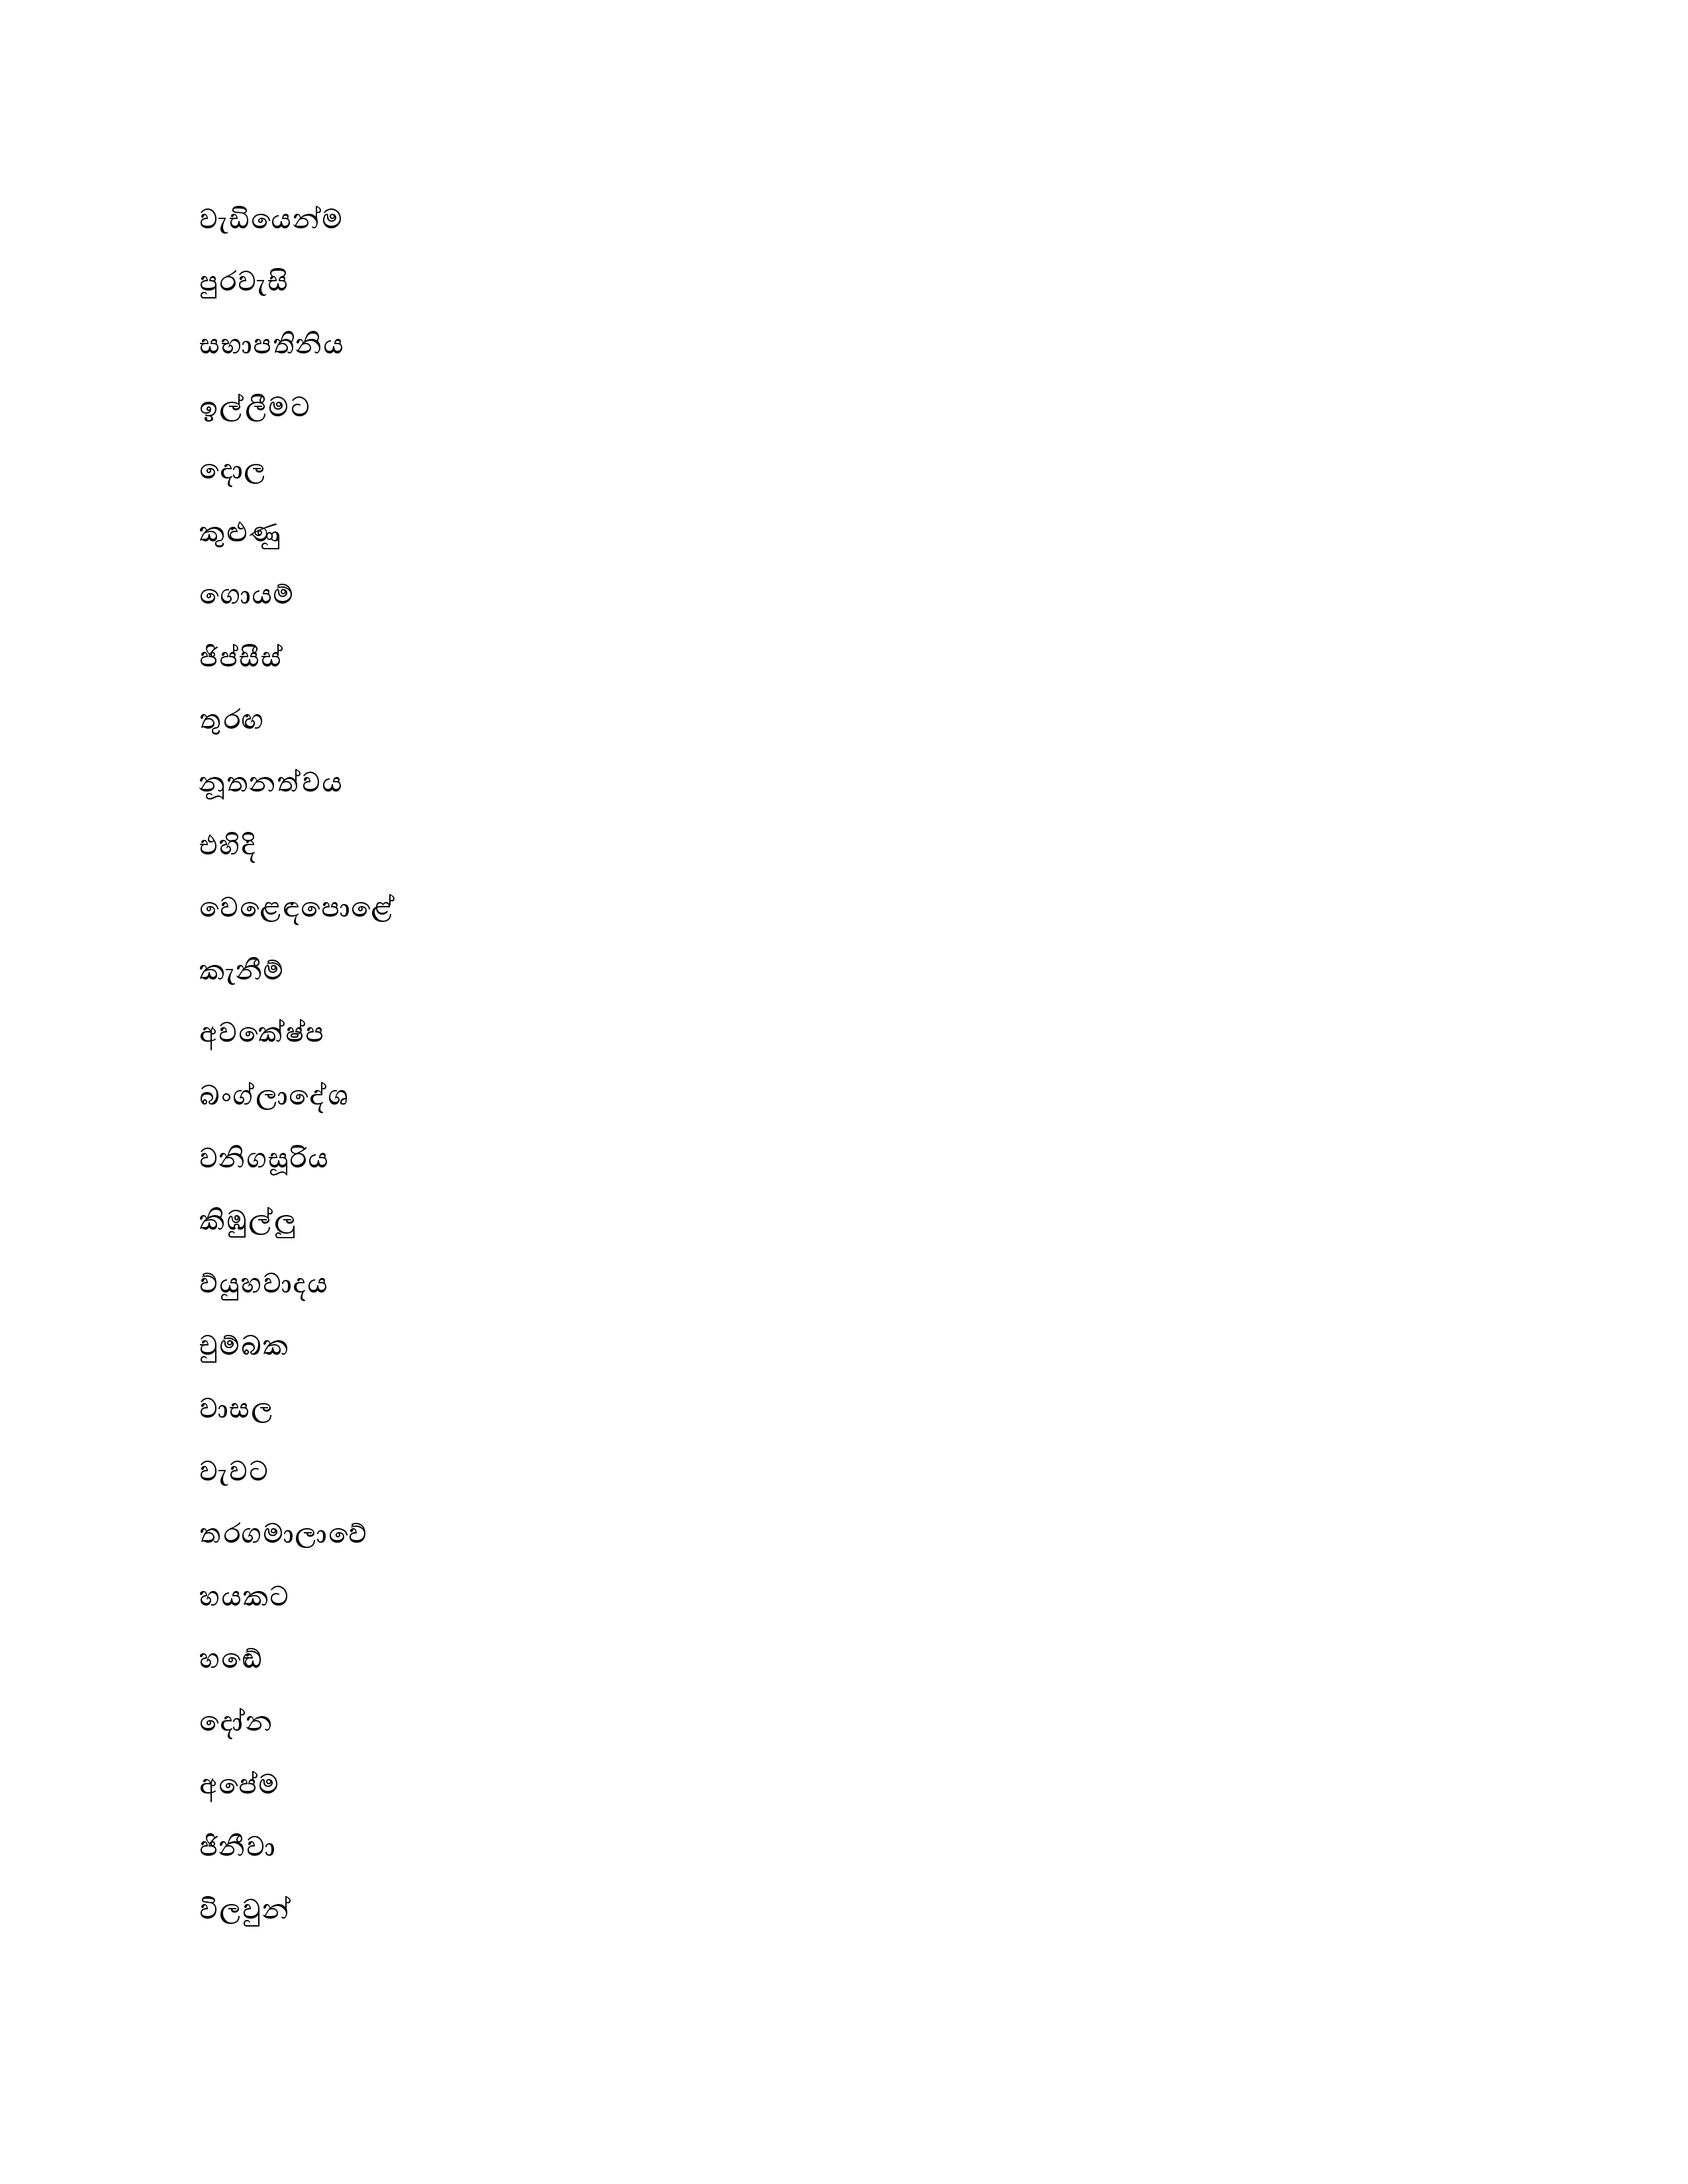 වැඩියෙන්ම
පුරවැසි
සභාපතිනිය
ඉල්ලීමට
දොල
කුළුණු
ගොයම්
ජිප්සීස්
තුරඟ
නූතනත්වය
එහිදි
වෙළෙඳපොළේ
කැනීම්
අවකේෂ්ප
බංග්ලාදේශ
වනිගසූරිය
කිඹුල්ලු
ව්යුහවාදය
චුම්බක
වාසල
වැවට
තරගමාලාවේ
හයකට
හඬේ
දෝන
අපේම
ජිනීවා
විලවුන්